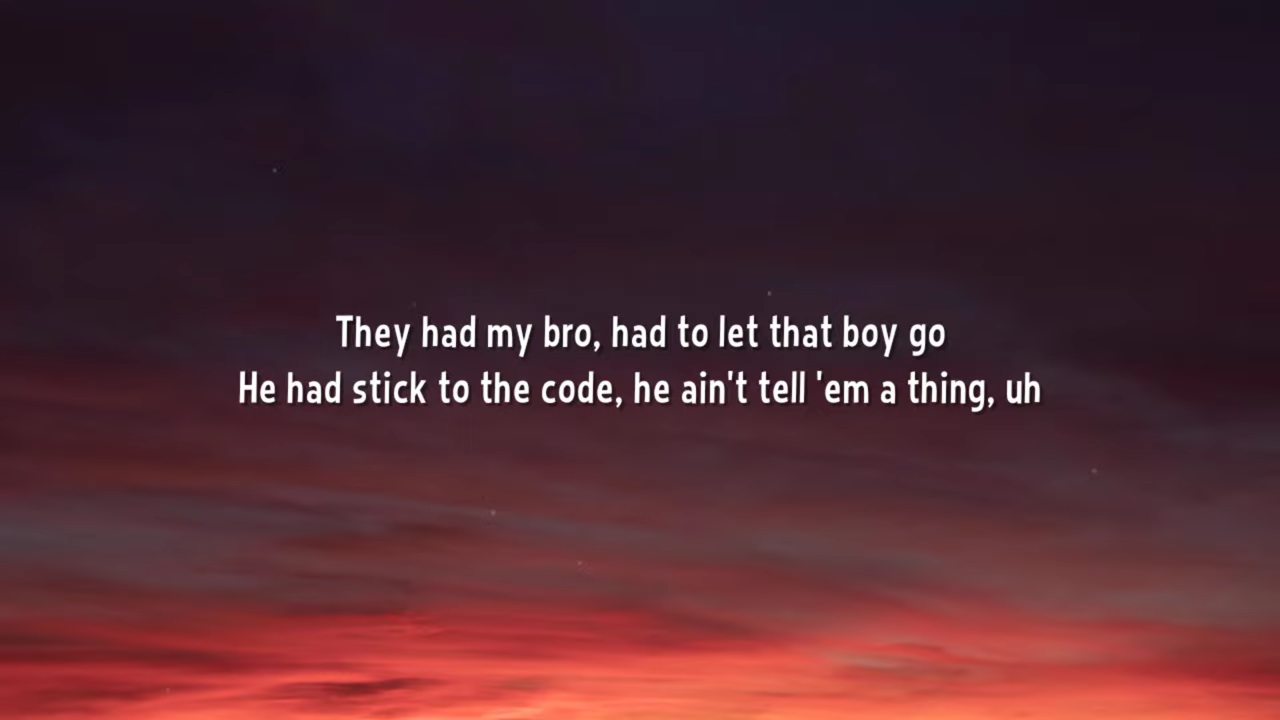 They had my bro, had to let that boy go
He had stick to the code, he ain't tell 'em a thing, uh